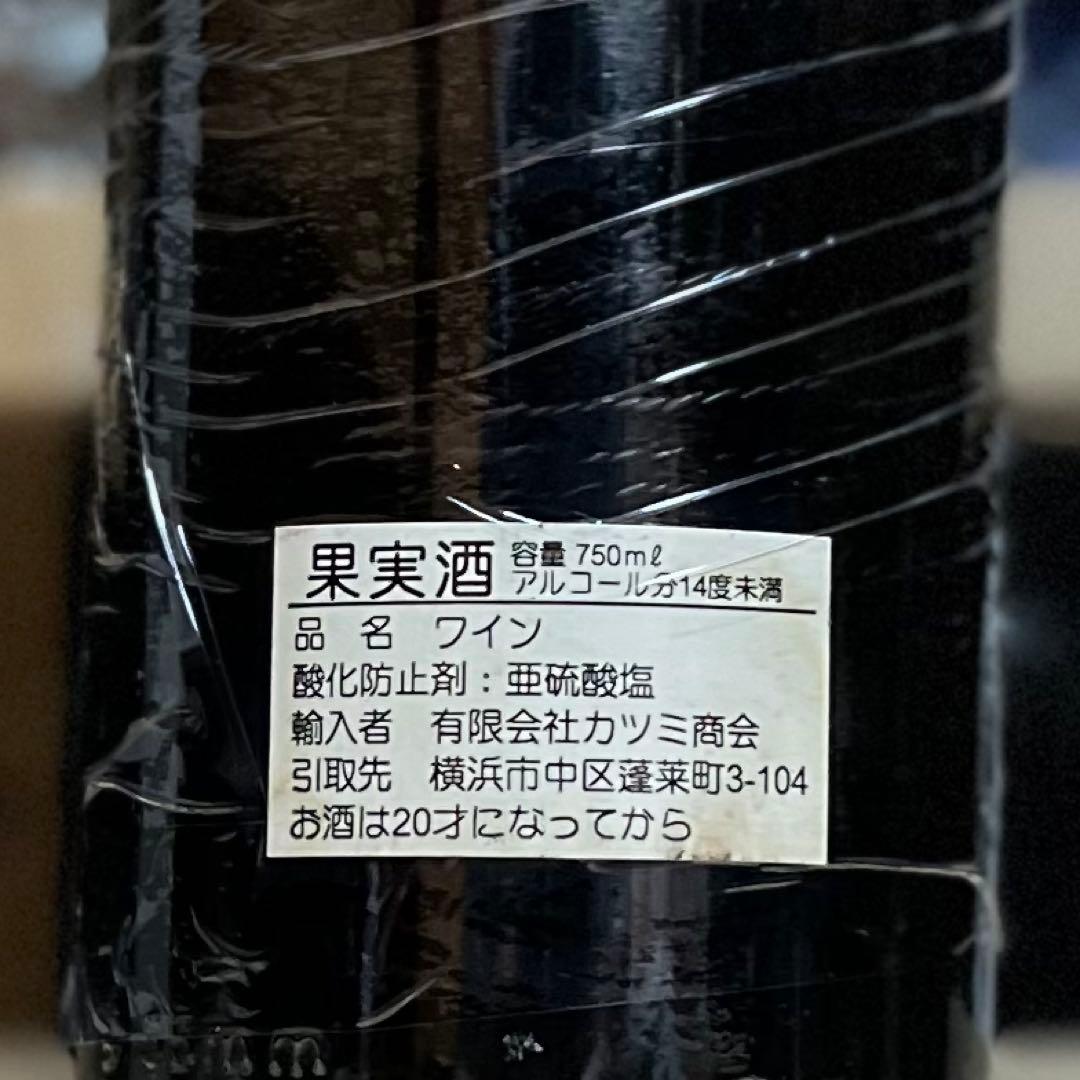 果実酒 容量 750mℓ
アルコール分14度未満
品 名 ワイン
酸化防止剤：亜硫酸塩
輸入者 有限会社カツミ商会
引取先 横浜市中区蓬莱町3-104
お酒は20才になってから